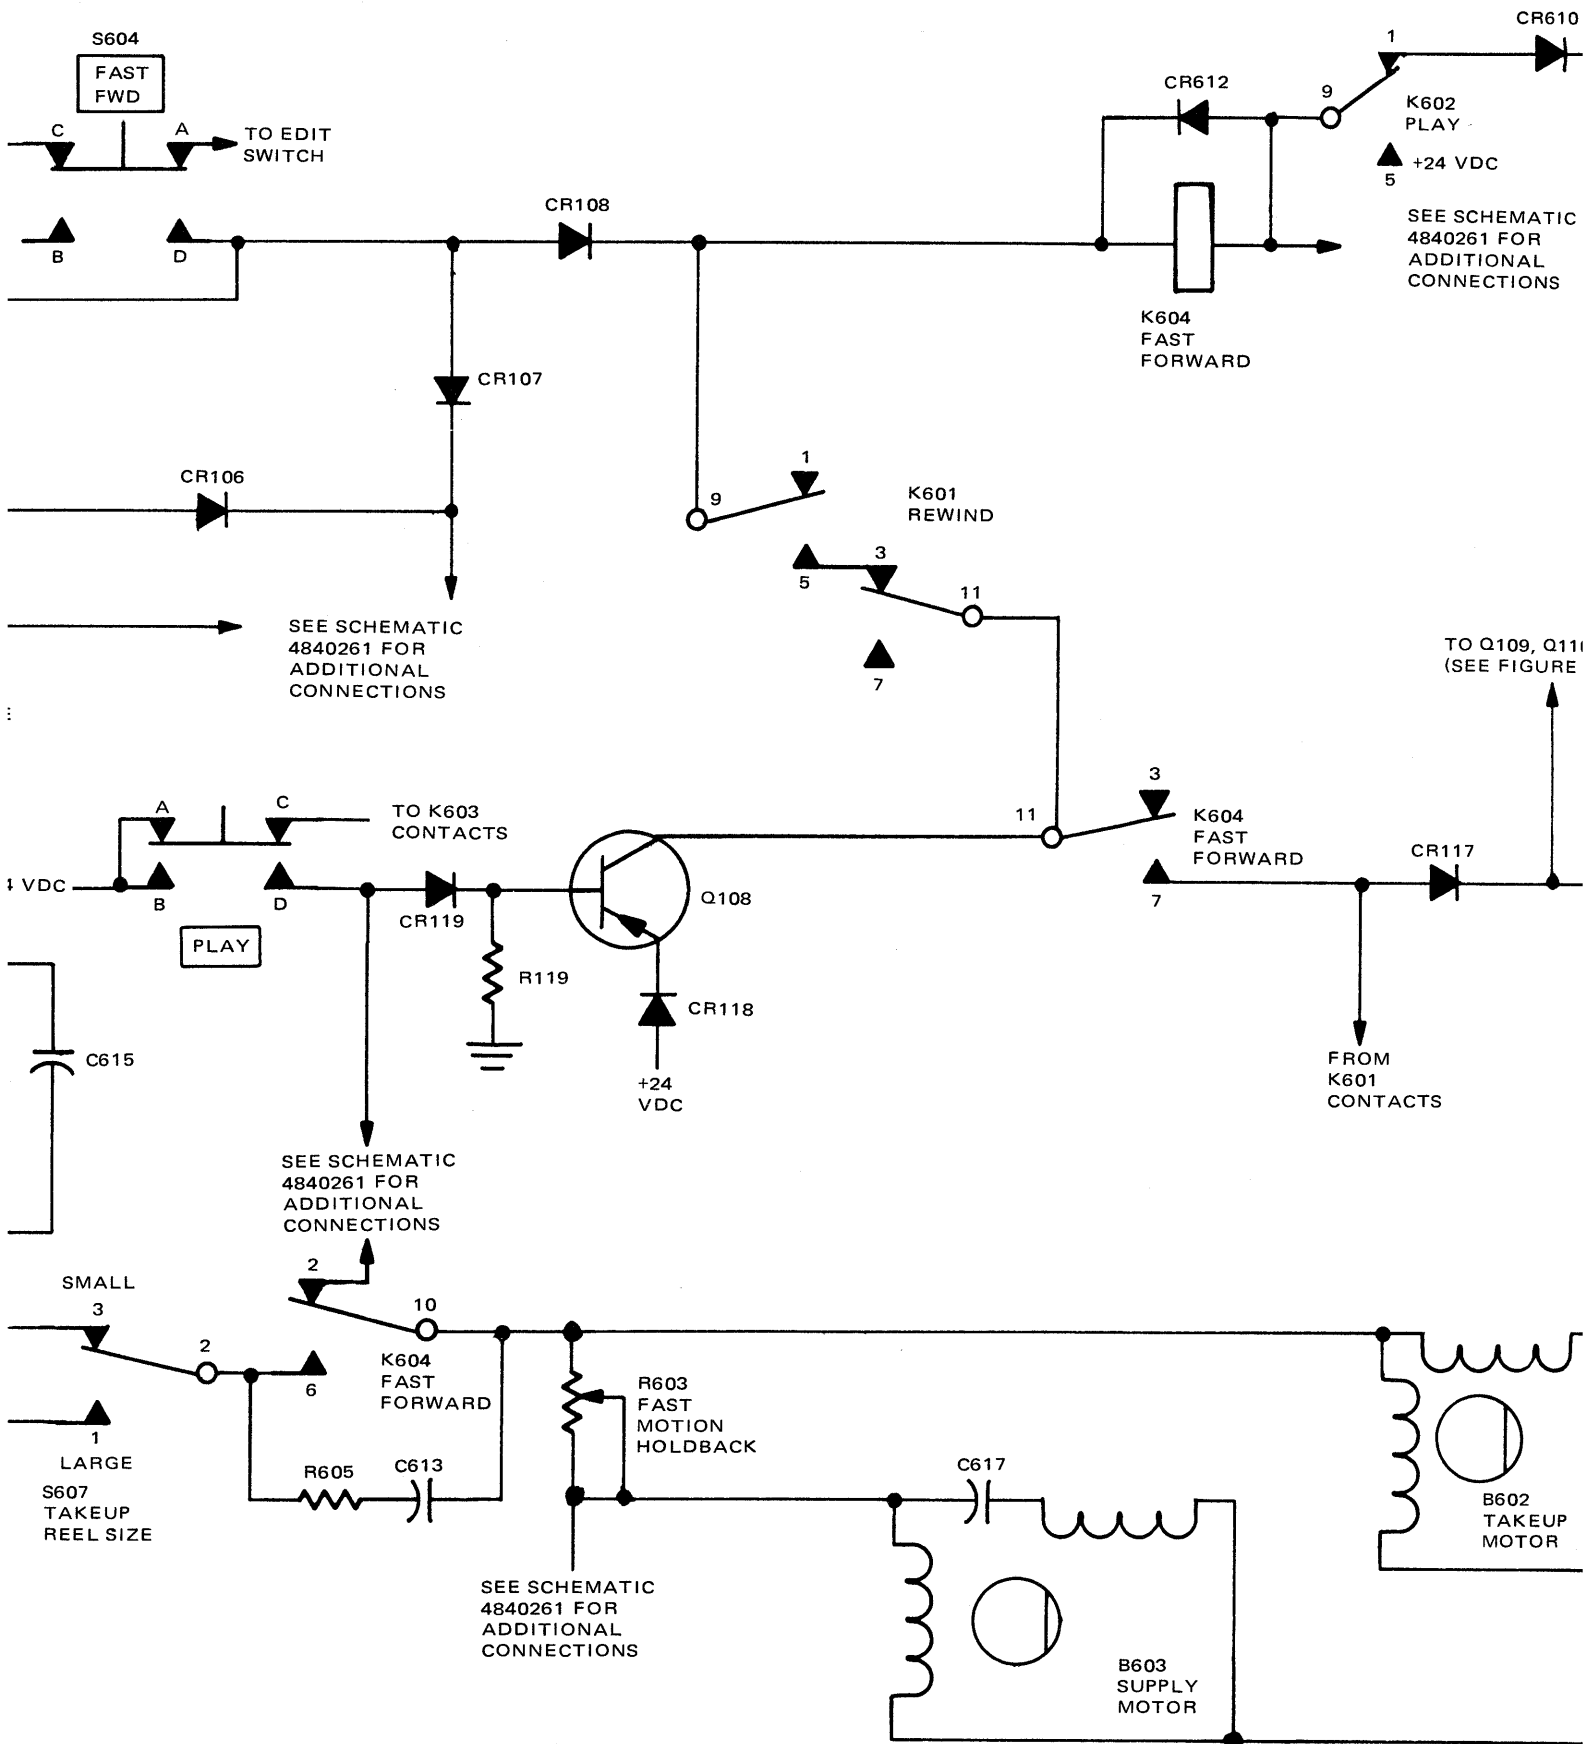 S604
FAST
FWD
C
A
TO EDIT
SWITCH
B
D
CR108
CR107
CR106
SEE SCHEMATIC
4840261 FOR
ADDITIONAL
CONNECTIONS
CR610
1
CR612
9
K602
PLAY
5
+24 VDC
SEE SCHEMATIC
4840261 FOR
ADDITIONAL
CONNECTIONS
K604
FAST
FORWARD
1
9
K601
REWIND
5
3
11
7
TO Q109, Q11
(SEE FIGURE
A
C
TO K603
CONTACTS
4 VDC
B
D
PLAY
CR119
R119
Q108
CR118
+24
VDC
11
3
K604
FAST
FORWARD
7
CR117
FROM
K601
CONTACTS
C615
SEE SCHEMATIC
4840261 FOR
ADDITIONAL
CONNECTIONS
SMALL
3
2
1
LARGE
S607
TAKEUP
REEL SIZE
2
10
6
K604
FAST
FORWARD
R605
C613
R603
FAST
MOTION
HOLDBACK
SEE SCHEMATIC
4840261 FOR
ADDITIONAL
CONNECTIONS
C617
B603
SUPPLY
MOTOR
B602
TAKEUP
MOTOR